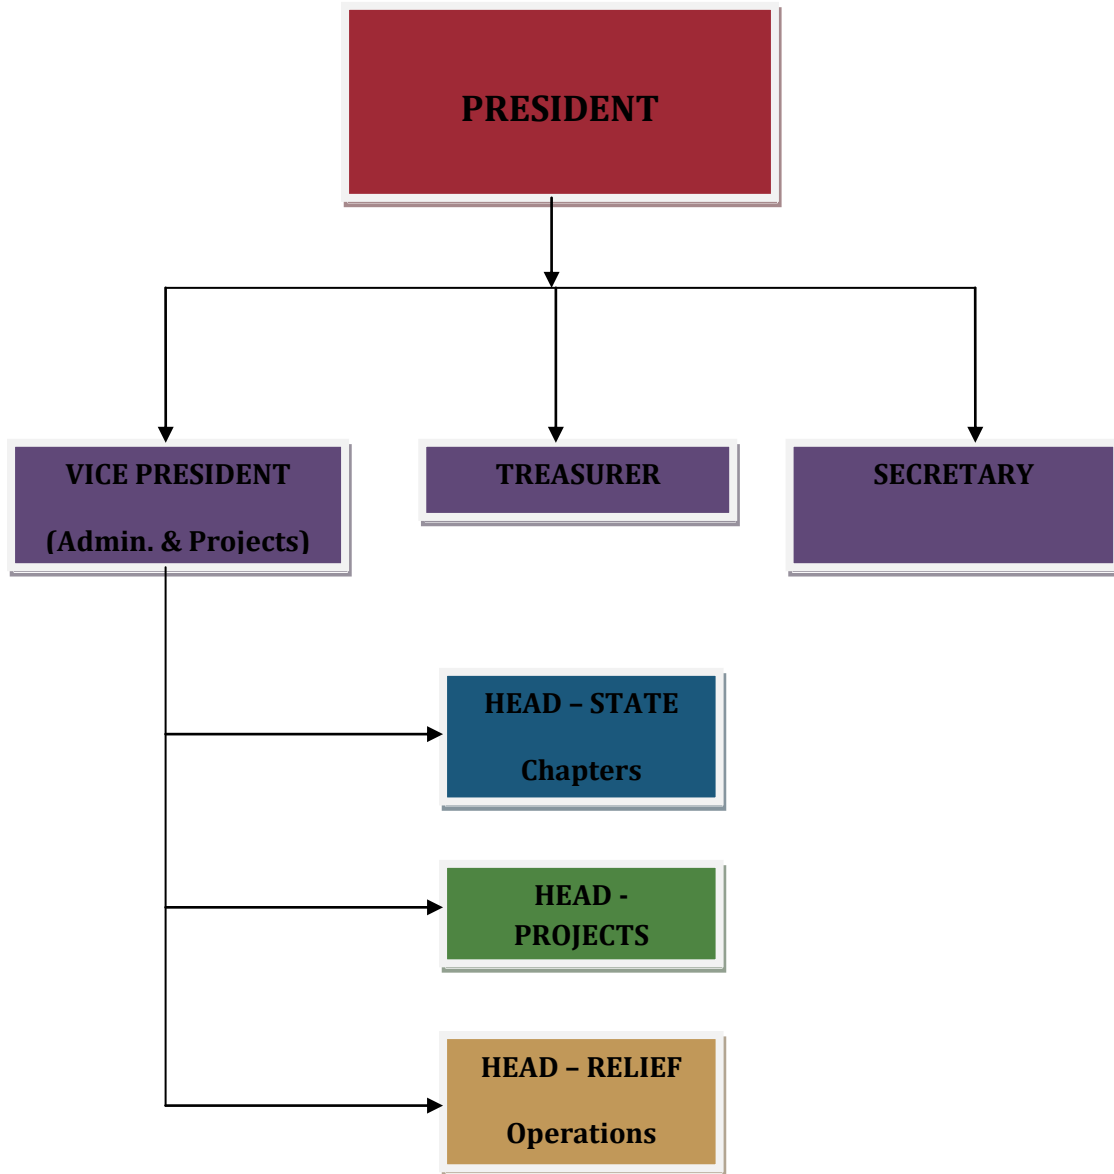 PRESIDENT
VICE PRESIDENT
(Admin. & Projects)
TREASURER
SECRETARY
HEAD – STATE
Chapters
HEAD -
PROJECTS
HEAD – RELIEF
Operations